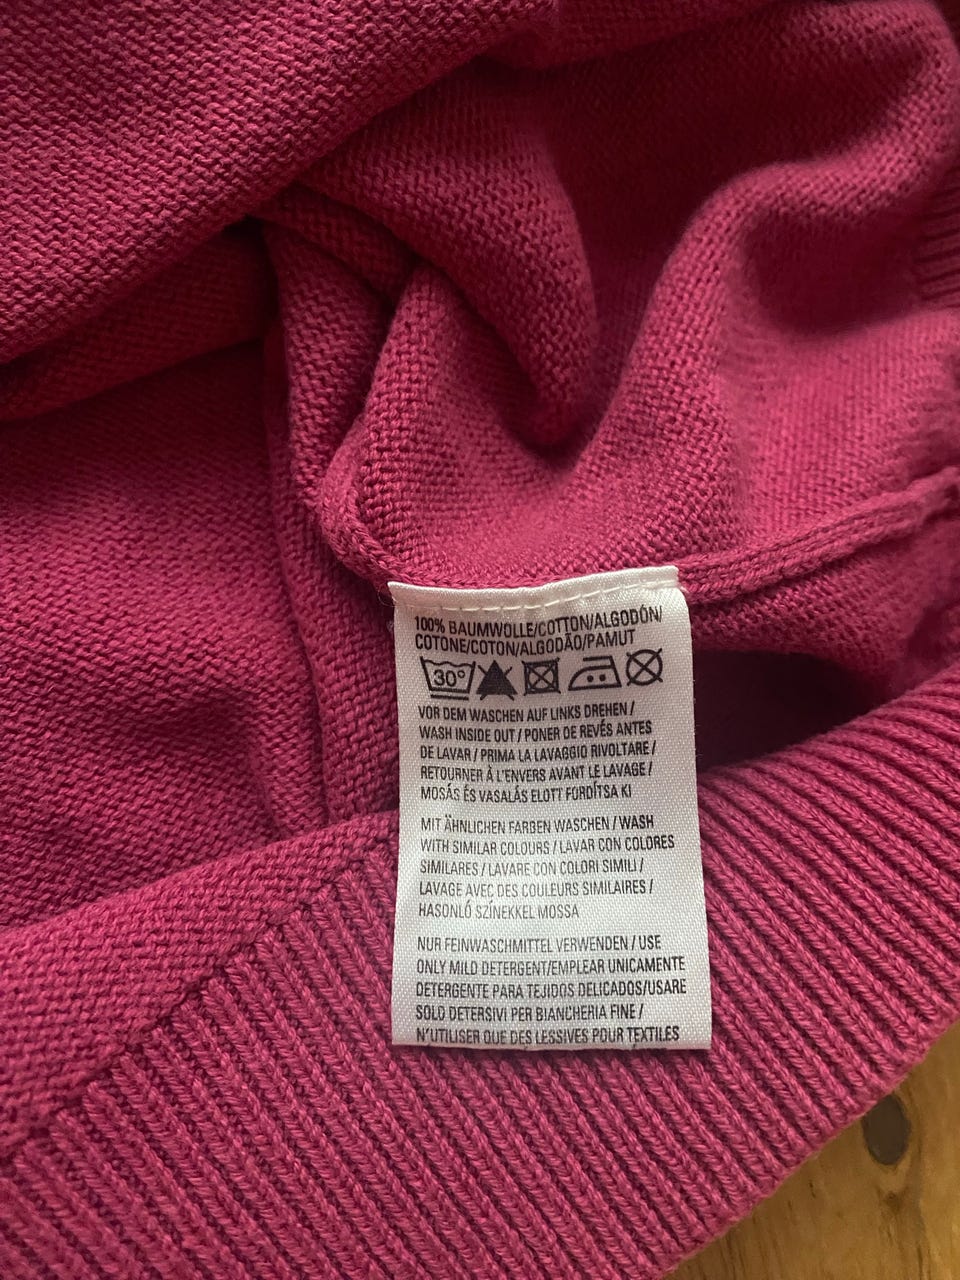 100% BAUMWOLLE/COTTON/ALGODÓN/
COTONE/COTON/ALGODÃO/PAMUT
30°
VOR DEM WASCHEN AUF LINKS DREHEN /
WASH INSIDE OUT / PONER DE REVÉS ANTES
DE LAVAR / PRIMA LA LAVAGGIO RIVOLTARE /
RETOURNER Á L'ENVERS AVANT LE LAVAGE /
MOSÁS ÉS VASALÁS ELOTT FORDÍTSA KI
MIT ÄHNLICHEN FARBEN WASCHEN / WASH
WITH SIMILAR COLOURS / LAVAR CON COLORES
SIMILARES / LAVARE CON COLORI SIMILI /
LAVAGE AVEC DES COULEURS SIMILAIRES /
HASONLÓ SZÍNEKKEL MOSSA
NUR FEINWASCHMITTEL VERWENDEN / USE
ONLY MILD DETERGENT/EMPLEAR UNICAMENTE
DETERGENTE PARA TEJIDOS DELICADOS/USARE
SOLO DETERSIVI PER BIANCHERIA FINE /
N'UTILISER QUE DES LESSIVES POUR TEXTILES